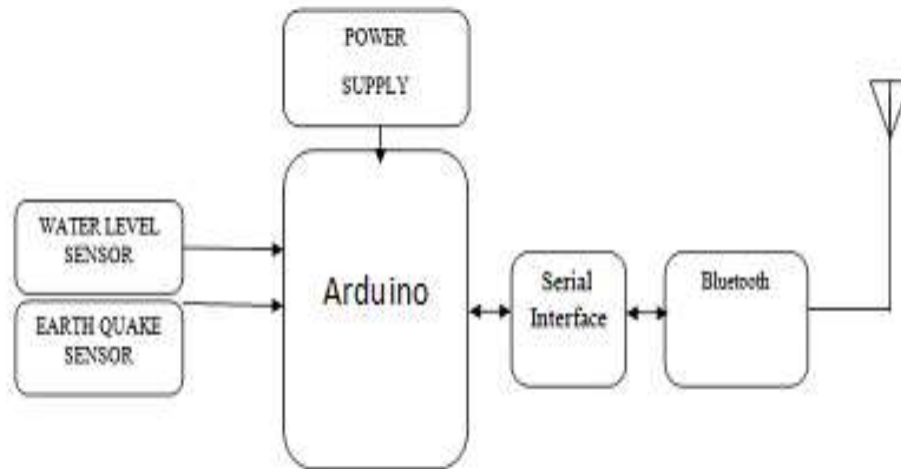 POWER
SUPPLY
WATER LEVEL
SENSOR
EARTH QUAKE
SENSOR
Arduino
Serial
Interface
Bluetooth